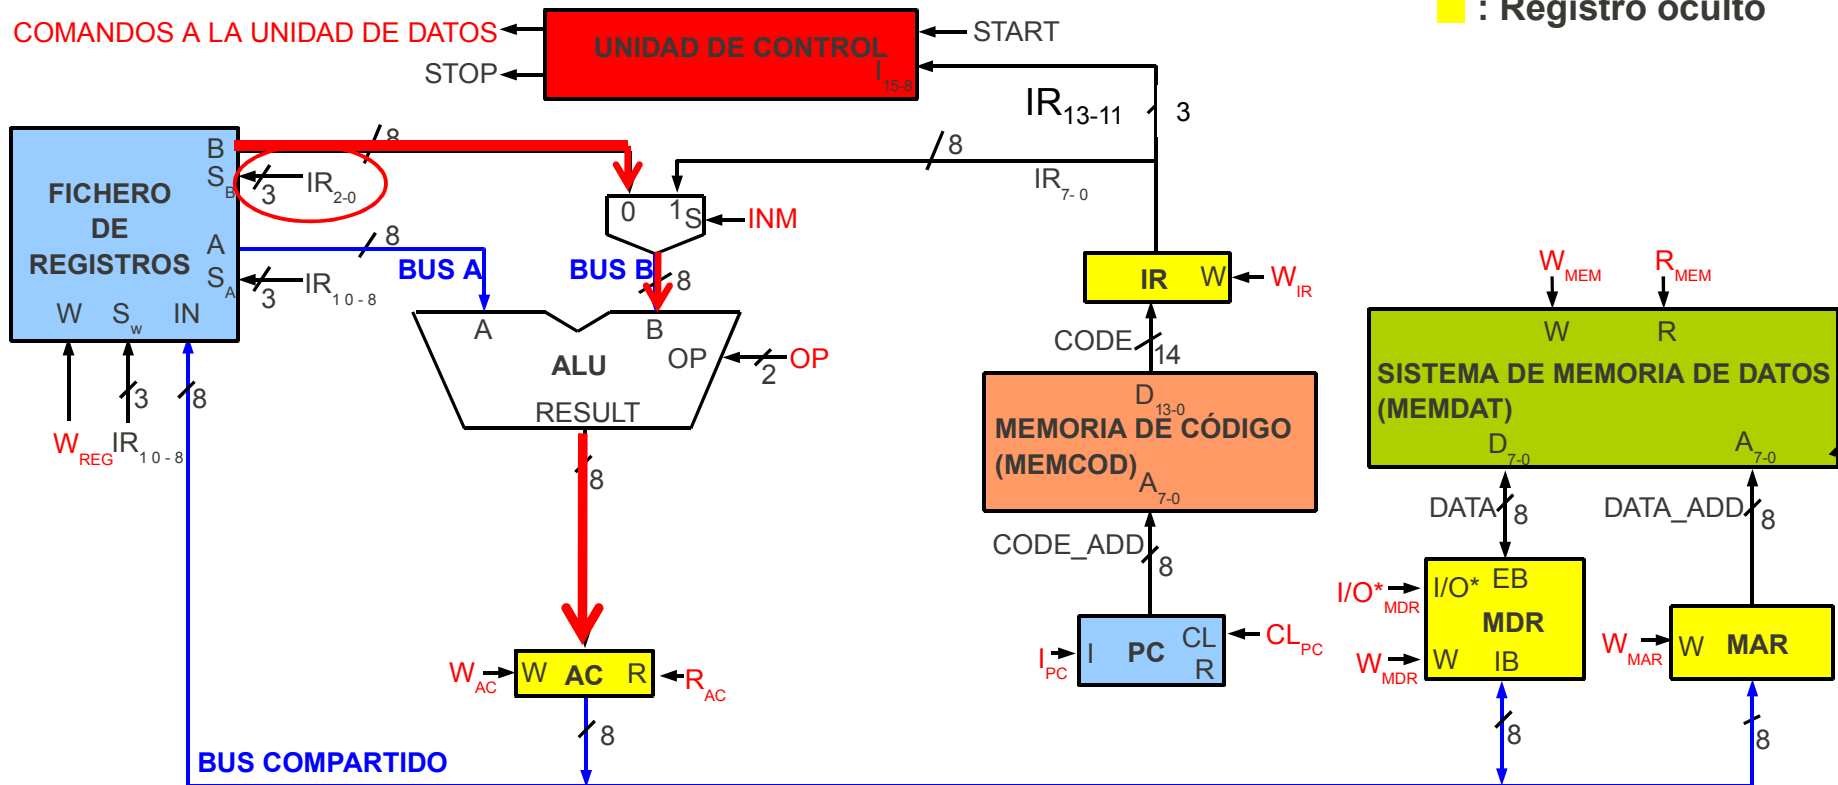 : Registro oculto
COMANDOS A LA UNIDAD DE DATOS
UNIDAD DE CONTROL
START
STOP
I15-8
IR13-11
3
8
B
SB
3
IR2-0
FICHERO
DE
REGISTROS
A
8
SA
3
IR10-8
W
Sw
IN
BUS A
BUS B
8
0
1
S
INM
8
IR7-0
IR
W
WIR
WMEM
RMEM
A
B
OP
2
OP
ALU
RESULT
CODE
14
W
R
SISTEMA DE MEMORIA DE DATOS
(MEMDAT)
D7-0
A7-0
D13-0
MEMORIA DE CÓDIGO
(MEMCOD)
A7-0
3
8
WREG
IR10-8
8
CODE_ADD
8
DATA
8
DATA_ADD
8
I/O*MDR
I/O*
EB
MDR
WMDR
W
IB
WMAR
W
MAR
IPC
I
PC
CL
R
CLPC
WAC
W
AC
R
RAC
8
8
8
BUS COMPARTIDO